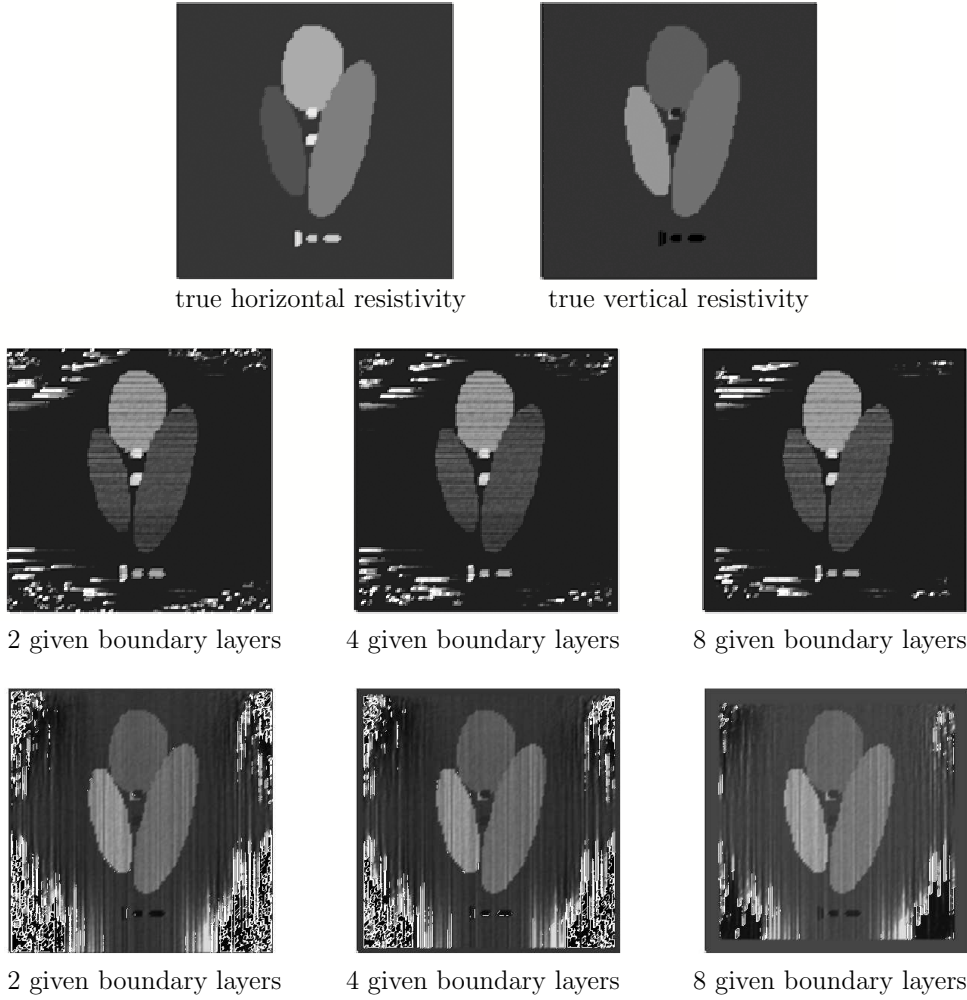 true horizontal resistivity
true vertical resistivity
2 given boundary layers
4 given boundary layers
8 given boundary layers
2 given boundary layers
4 given boundary layers
8 given boundary layers